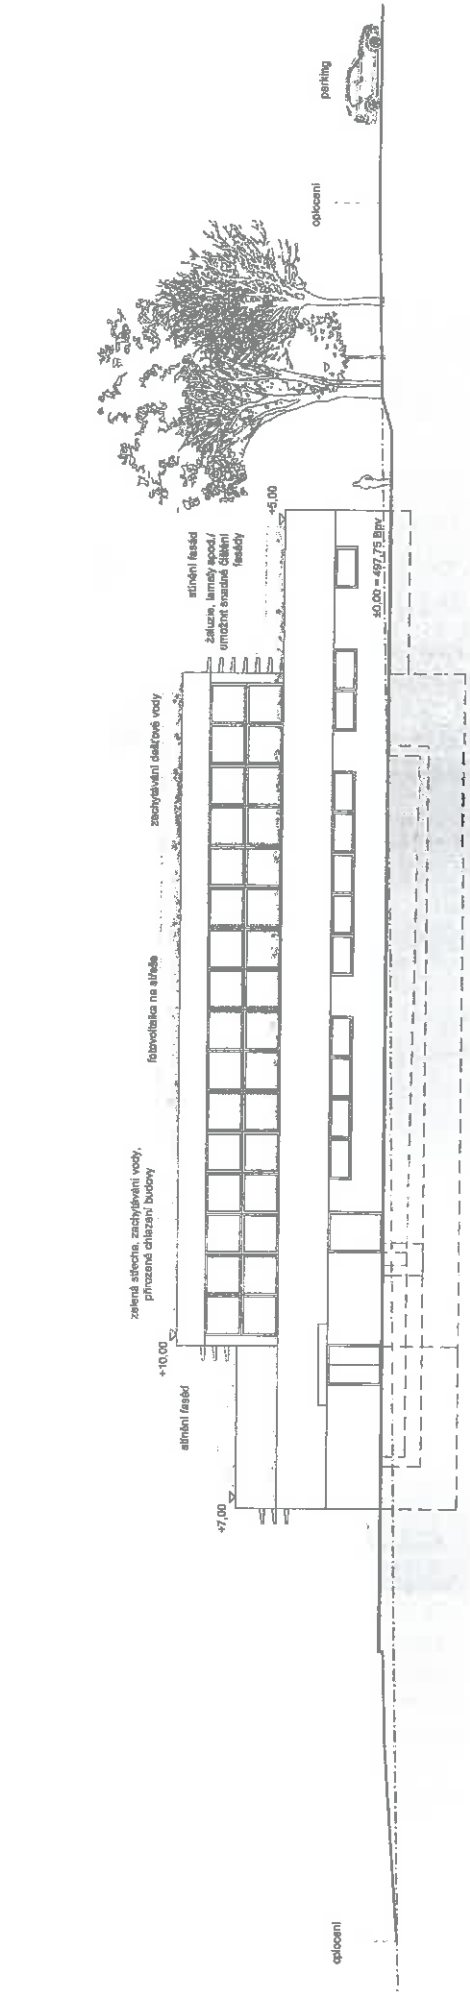 oplocení
+7,00
stínění fasád
+10,00
zelená střecha, zachytávání vody,
přirozené chlazení budovy
fotovoltaika na střeše
zachytávání dešťové vody
stínění fasád
žaluzie, lamely apod./
umožnit snadné čištění
fasády
+5,00
±0,00 = 497,75 Bpv
oplocení
parking